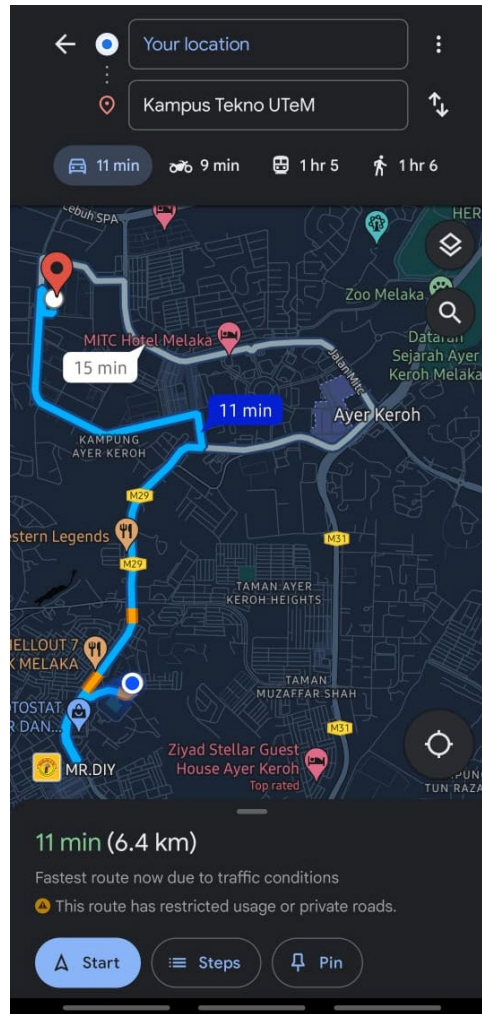 Your location
Kampus Tekno UTeM
11 min
9 min
1 hr 5
1 hr 6
Lebuh SPA
HER
Zoo Melaka
Dataran
Sejarah Ayer
Keroh Melaka
MITC Hotel Melaka
15 min
Jalan Mitc
11 min
Ayer Keroh
KAMPUNG
AYER KEROH
M29
stern Legends
M31
M29
TAMAN AYER
KEROH HEIGHTS
ELLOUT 7
K MELAKA
TAMAN
MUZAFFAR SHAH
OTOSTAT
R DAN...
M31
Ziyad Stellar Guest
House Ayer Keroh
Top rated
MR.DIY
PUN
TUN RAZA
11 min (6.4 km)
Fastest route now due to traffic conditions
This route has restricted usage or private roads.
Start
Steps
Pin